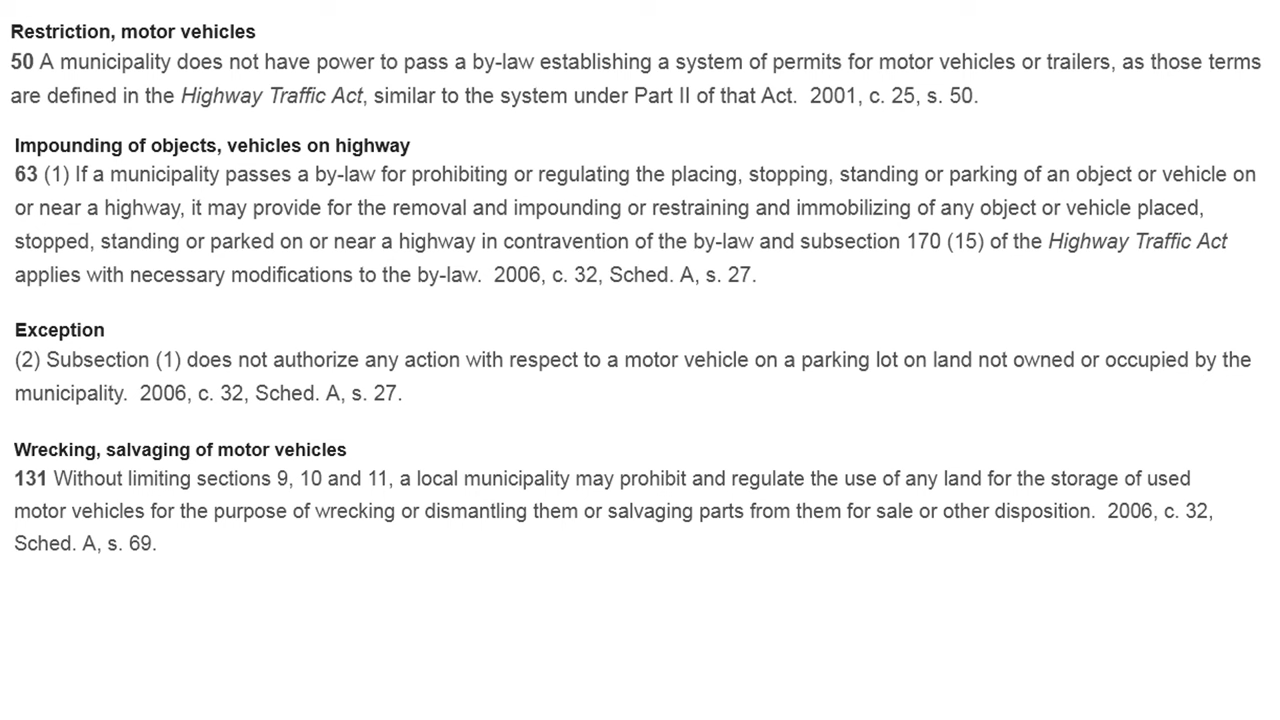 Restriction, motor vehicles
50 A municipality does not have power to pass a by-law establishing a system of permits for motor vehicles or trailers, as those terms
are defined in the Highway Traffic Act, similar to the system under Part II of that Act.  2001, c. 25, s. 50.
Impounding of objects, vehicles on highway
63 (1) If a municipality passes a by-law for prohibiting or regulating the placing, stopping, standing or parking of an object or vehicle on
or near a highway, it may provide for the removal and impounding or restraining and immobilizing of any object or vehicle placed,
stopped, standing or parked on or near a highway in contravention of the by-law and subsection 170 (15) of the Highway Traffic Act
applies with necessary modifications to the by-law.  2006, c. 32, Sched. A, s. 27.
Exception
(2) Subsection (1) does not authorize any action with respect to a motor vehicle on a parking lot on land not owned or occupied by the
municipality.  2006, c. 32, Sched. A, s. 27.
Wrecking, salvaging of motor vehicles
131 Without limiting sections 9, 10 and 11, a local municipality may prohibit and regulate the use of any land for the storage of used
motor vehicles for the purpose of wrecking or dismantling them or salvaging parts from them for sale or other disposition.  2006, c. 32,
Sched. A, s. 69.